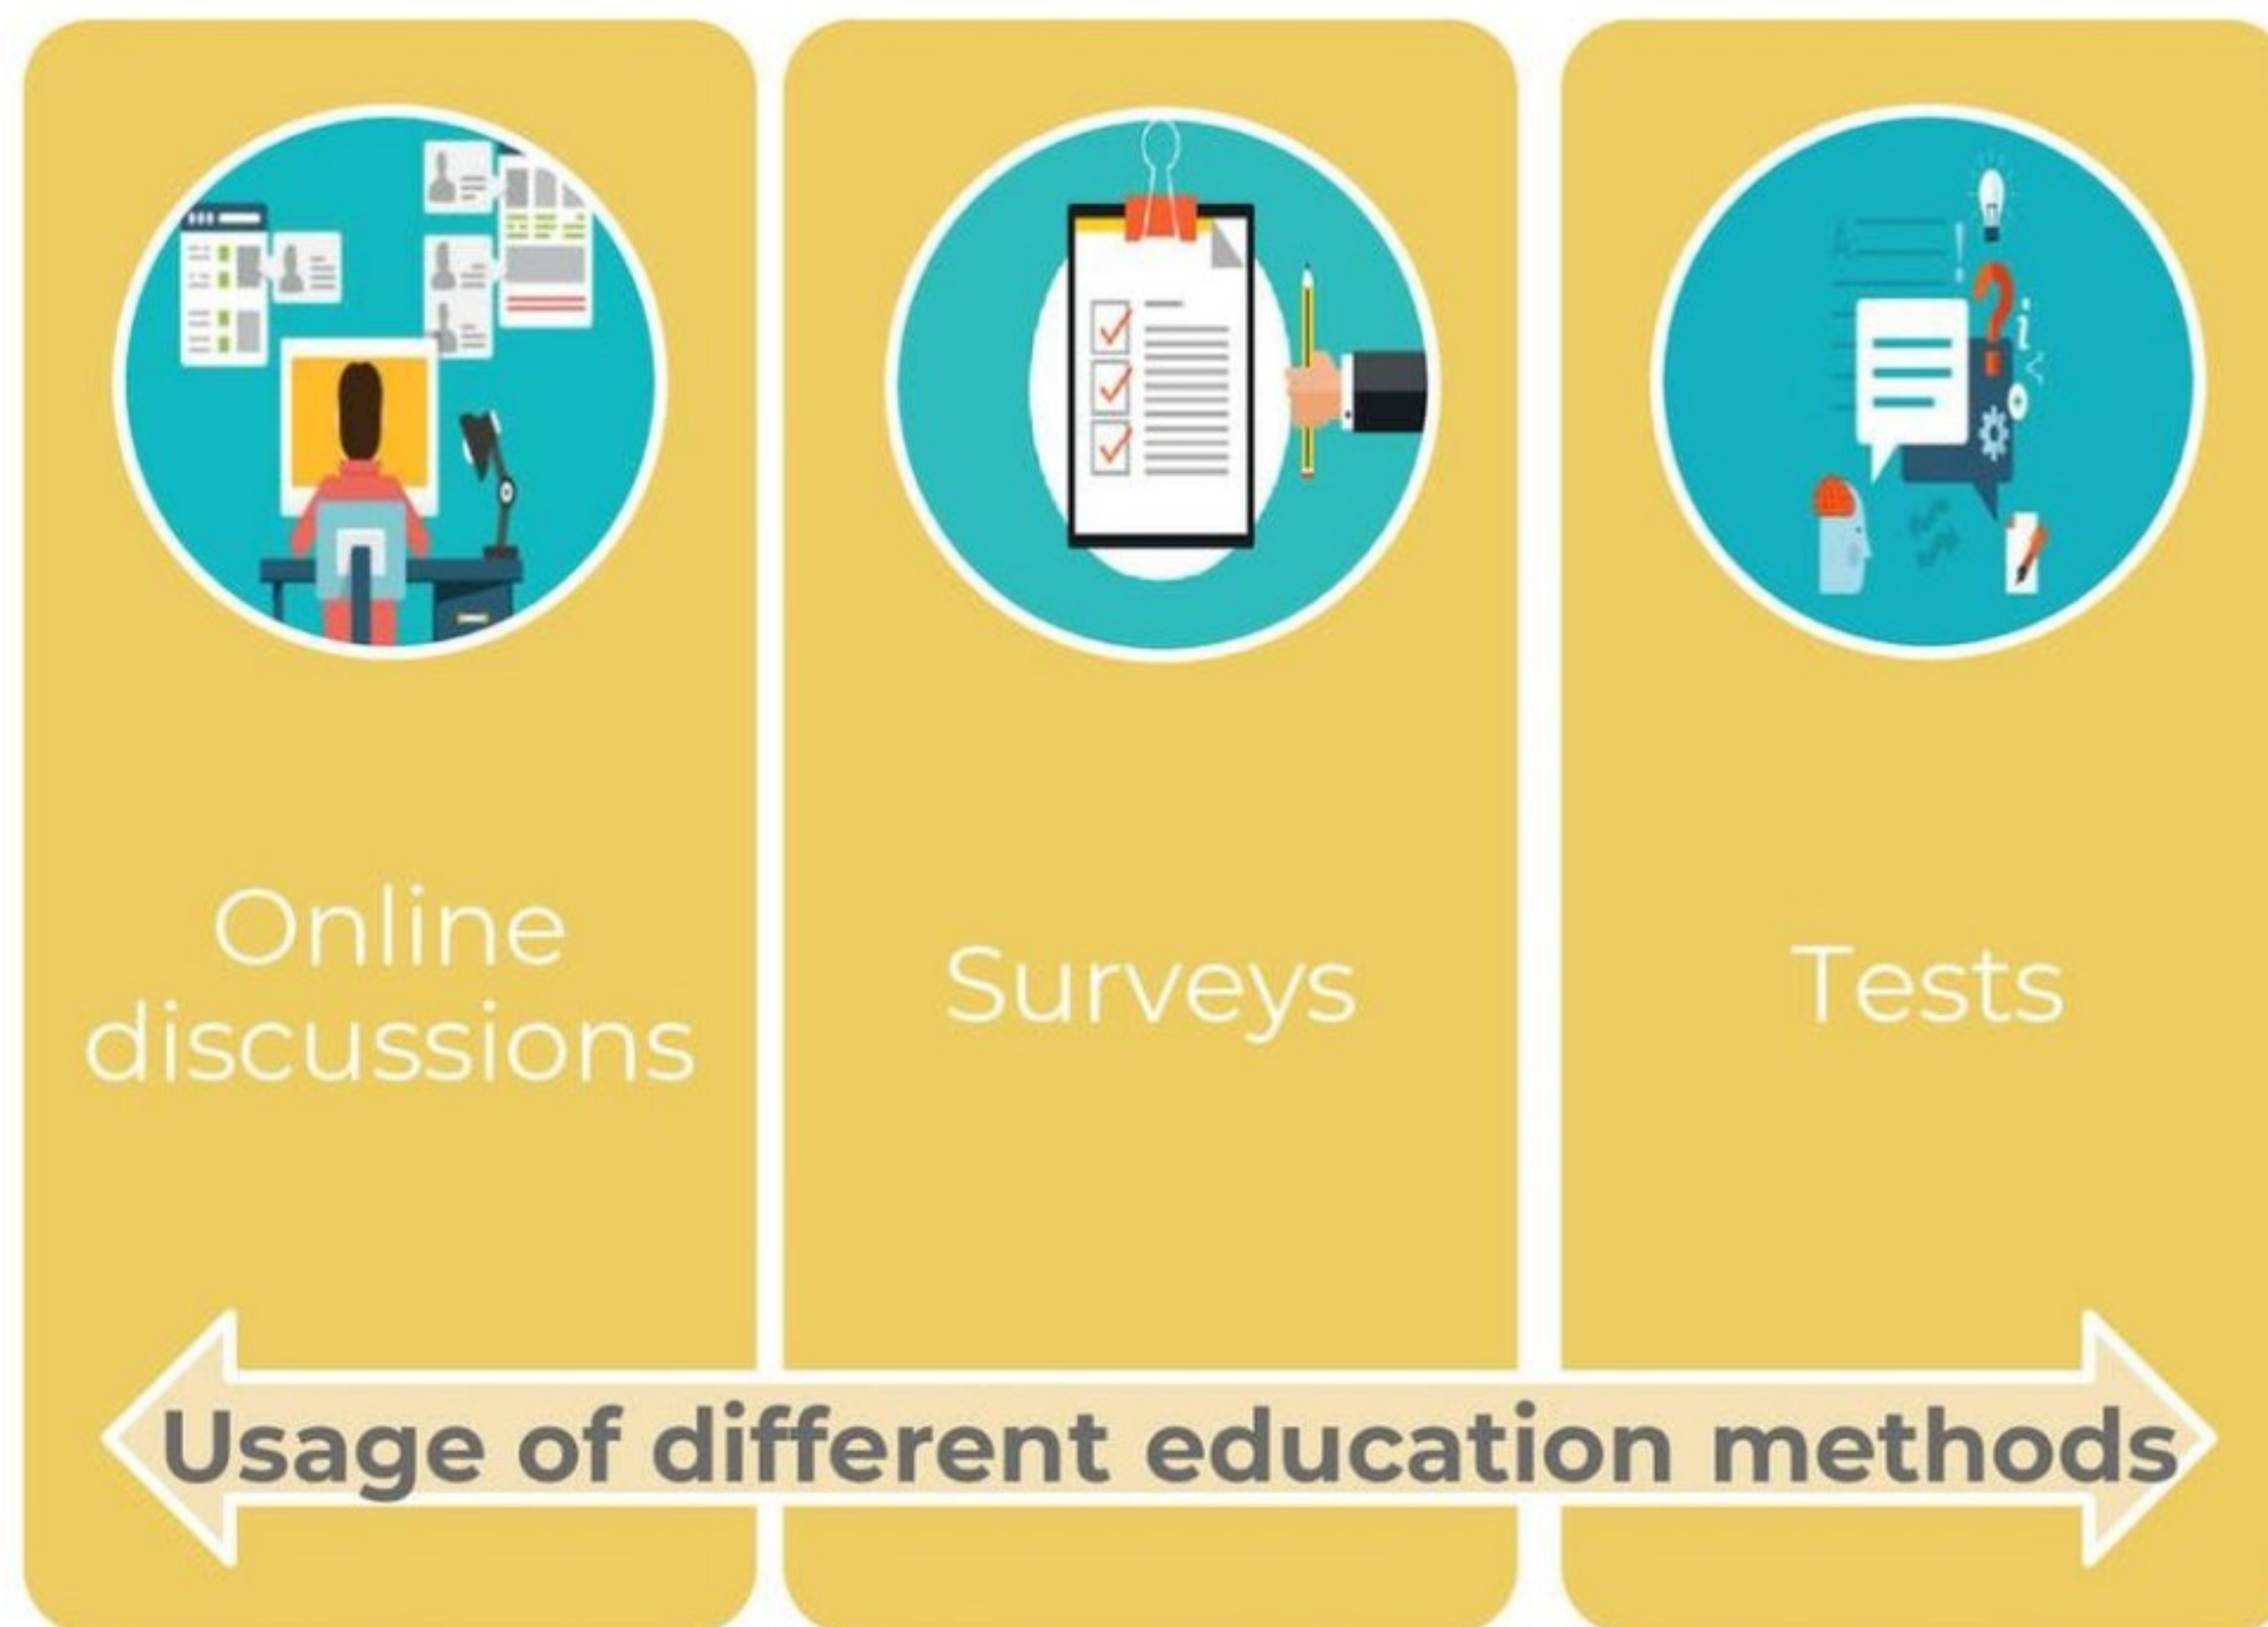 Online
discussions
Surveys
Tests
Usage of different education methods